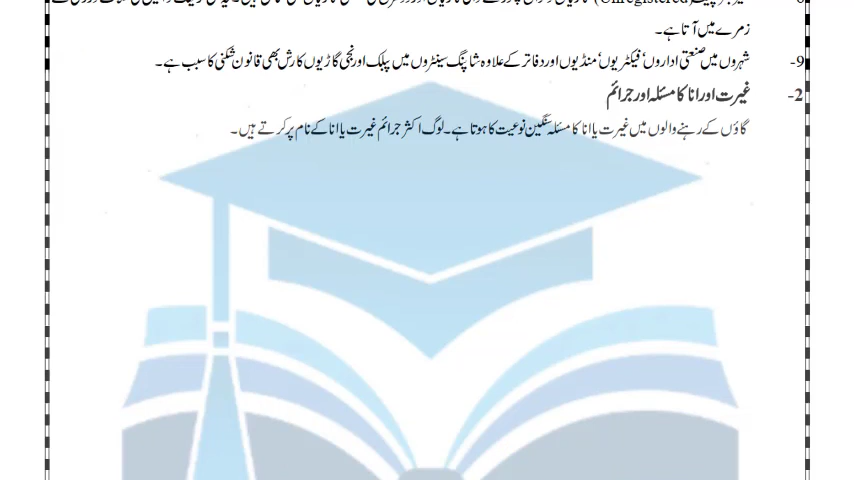 (Unregistered)
زمرے میں آتا ہے۔
9- شہروں میں صنعتی اداروں‘ فیکٹریوں‘ منڈیوں اور دفاتر کے علاوہ شاپنگ سینٹروں میں پبلک اور نجی گاڑیوں کا رش بھی قانون شکنی کا سبب ہے۔
2- غیرت اور انا کا مسئلہ اور جرائم
گاؤں کے رہنے والوں میں غیرت یا انا کا مسئلہ سنگین نوعیت کا ہوتا ہے۔ لوگ اکثر جرائم غیرت یا انا کے نام پر کرتے ہیں۔